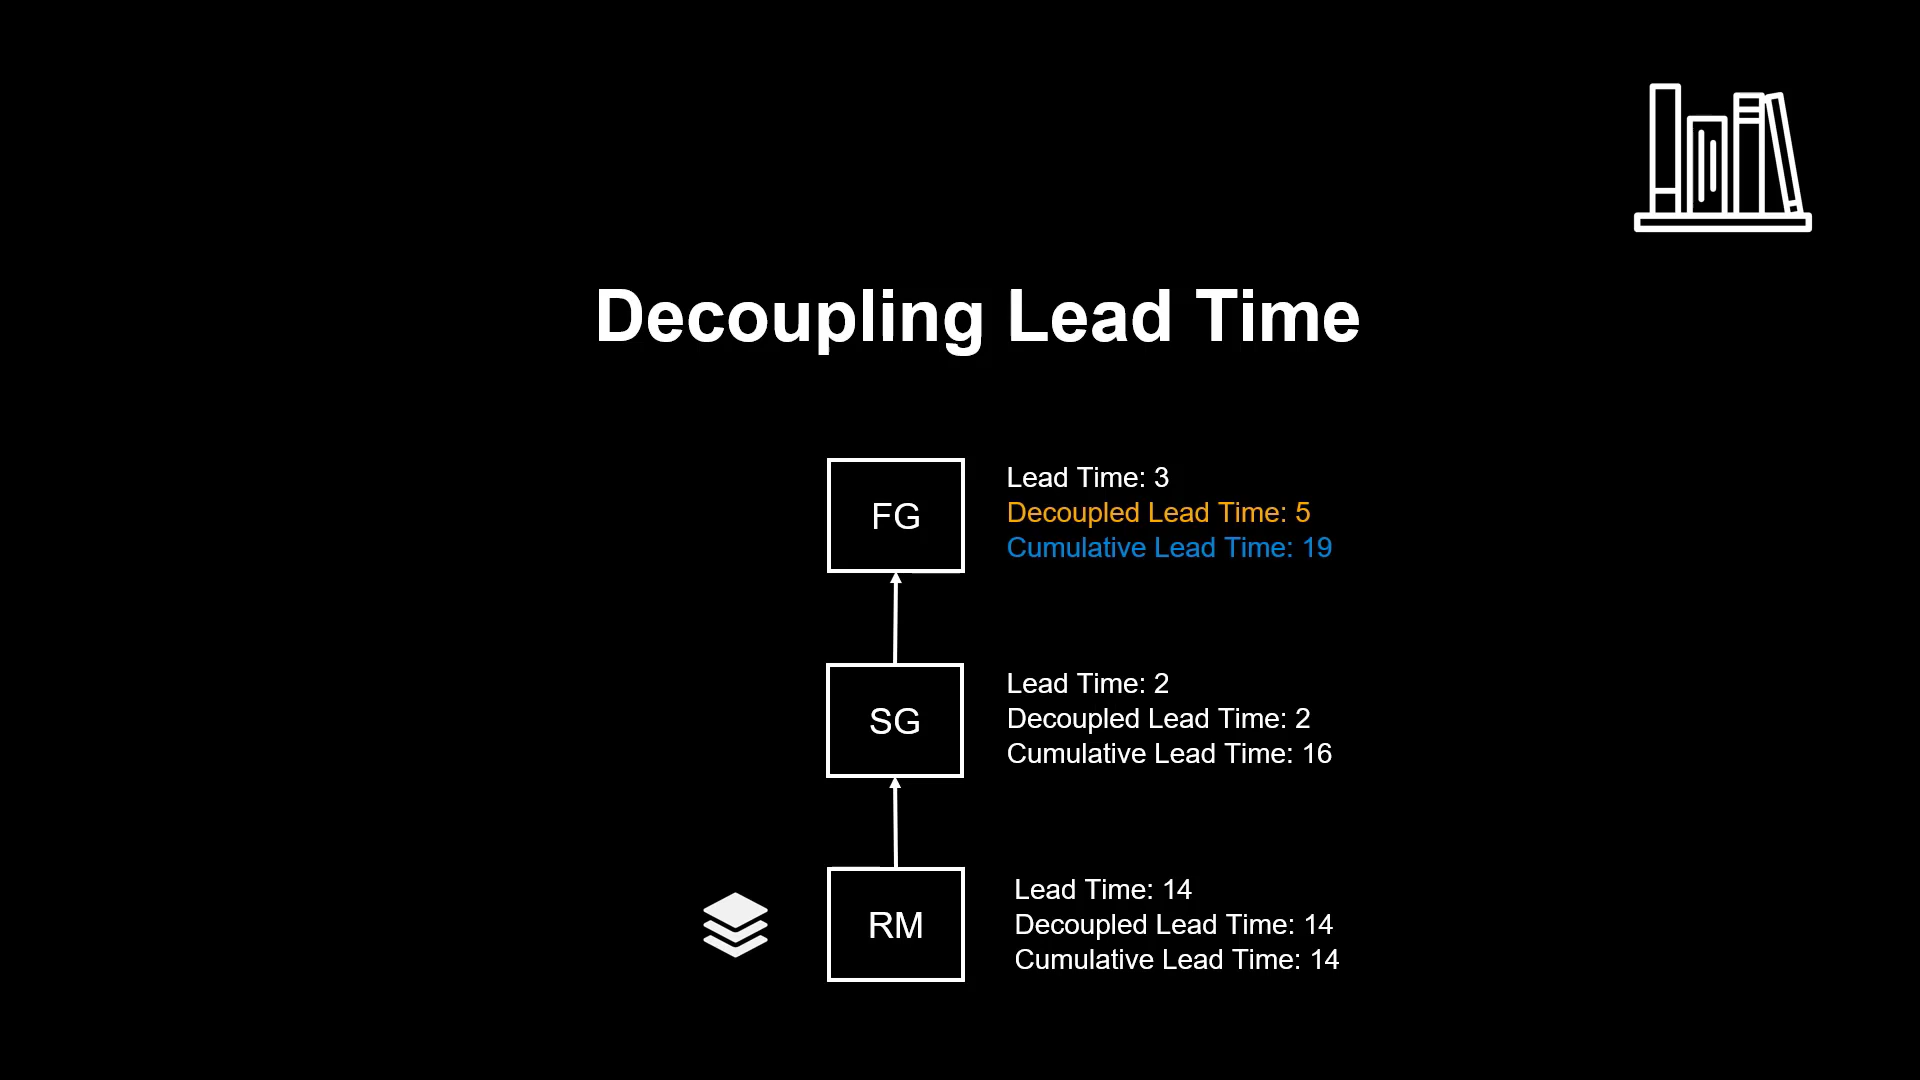 Decoupling Lead Time
FG
Lead Time: 3
Decoupled Lead Time: 5
Cumulative Lead Time: 19
SG
Lead Time: 2
Decoupled Lead Time: 2
Cumulative Lead Time: 16
RM
Lead Time: 14
Decoupled Lead Time: 14
Cumulative Lead Time: 14